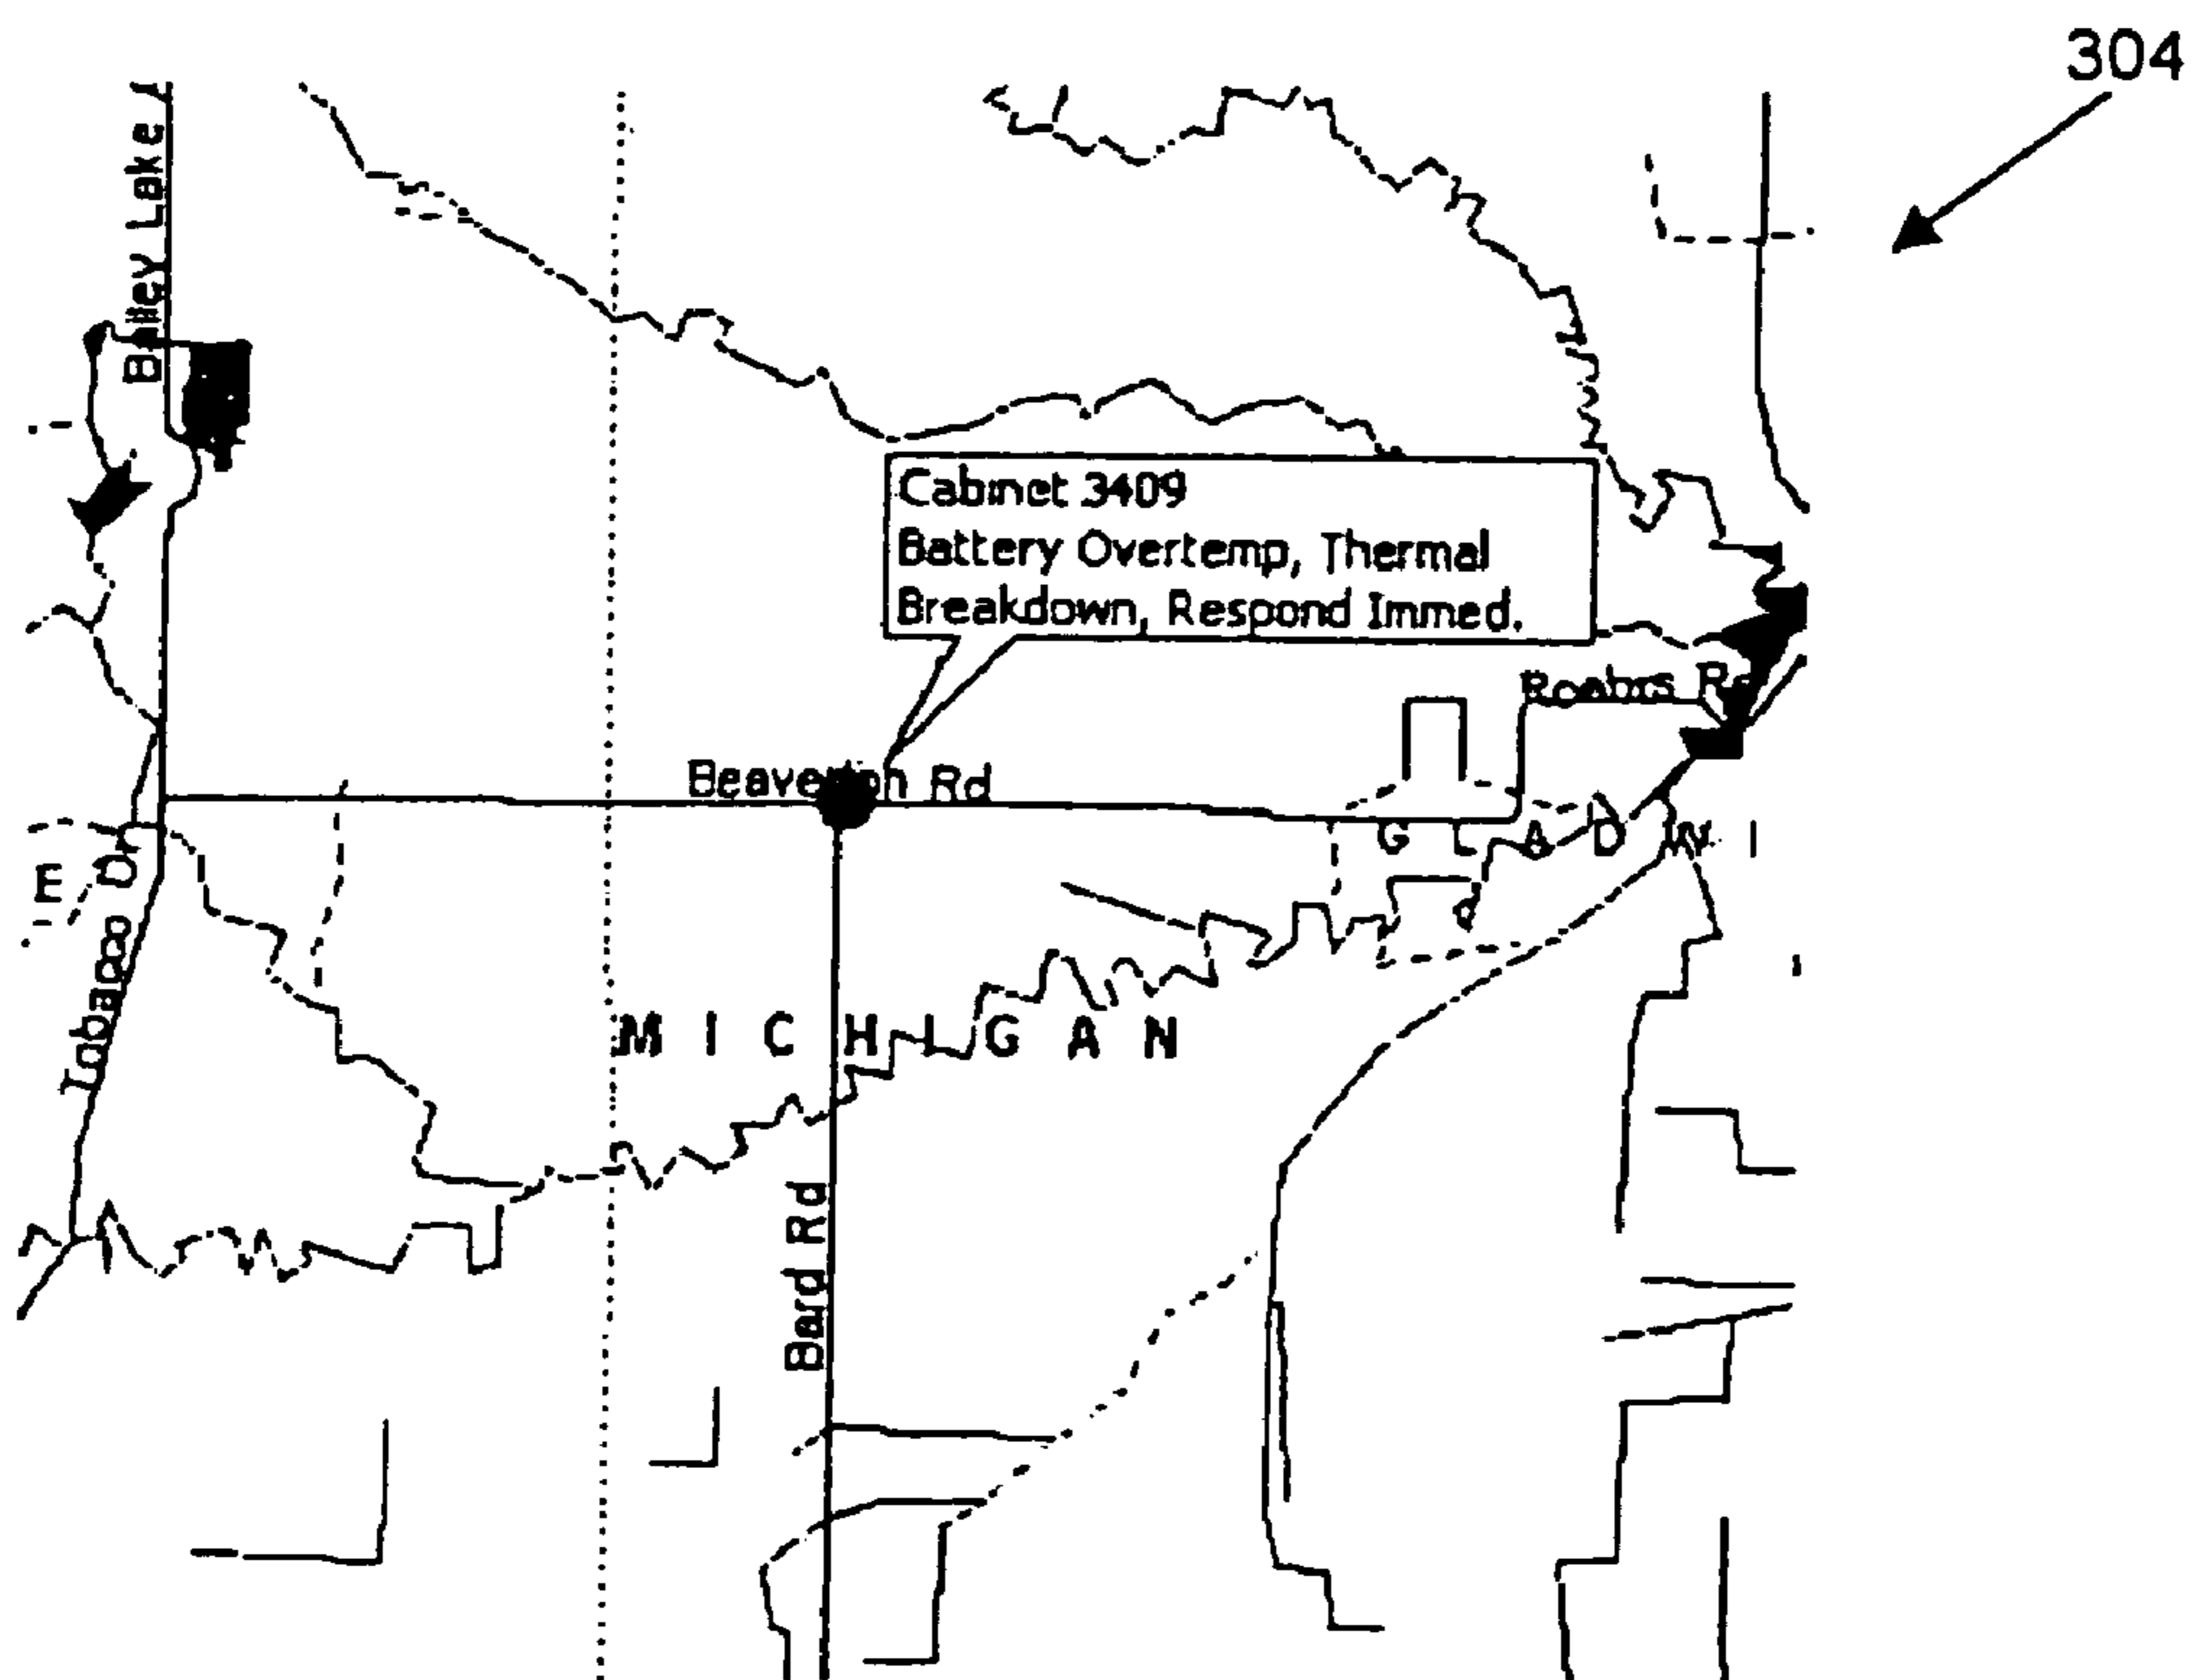 304
Bailey Lake
Cabinet 3409
Battery Overtemp, Thermal
Breakdown, Respond Immed.
Beaverton Rd
G L A D W I
E
Tobacco Dr
M I C H I G A N
Bard Rd